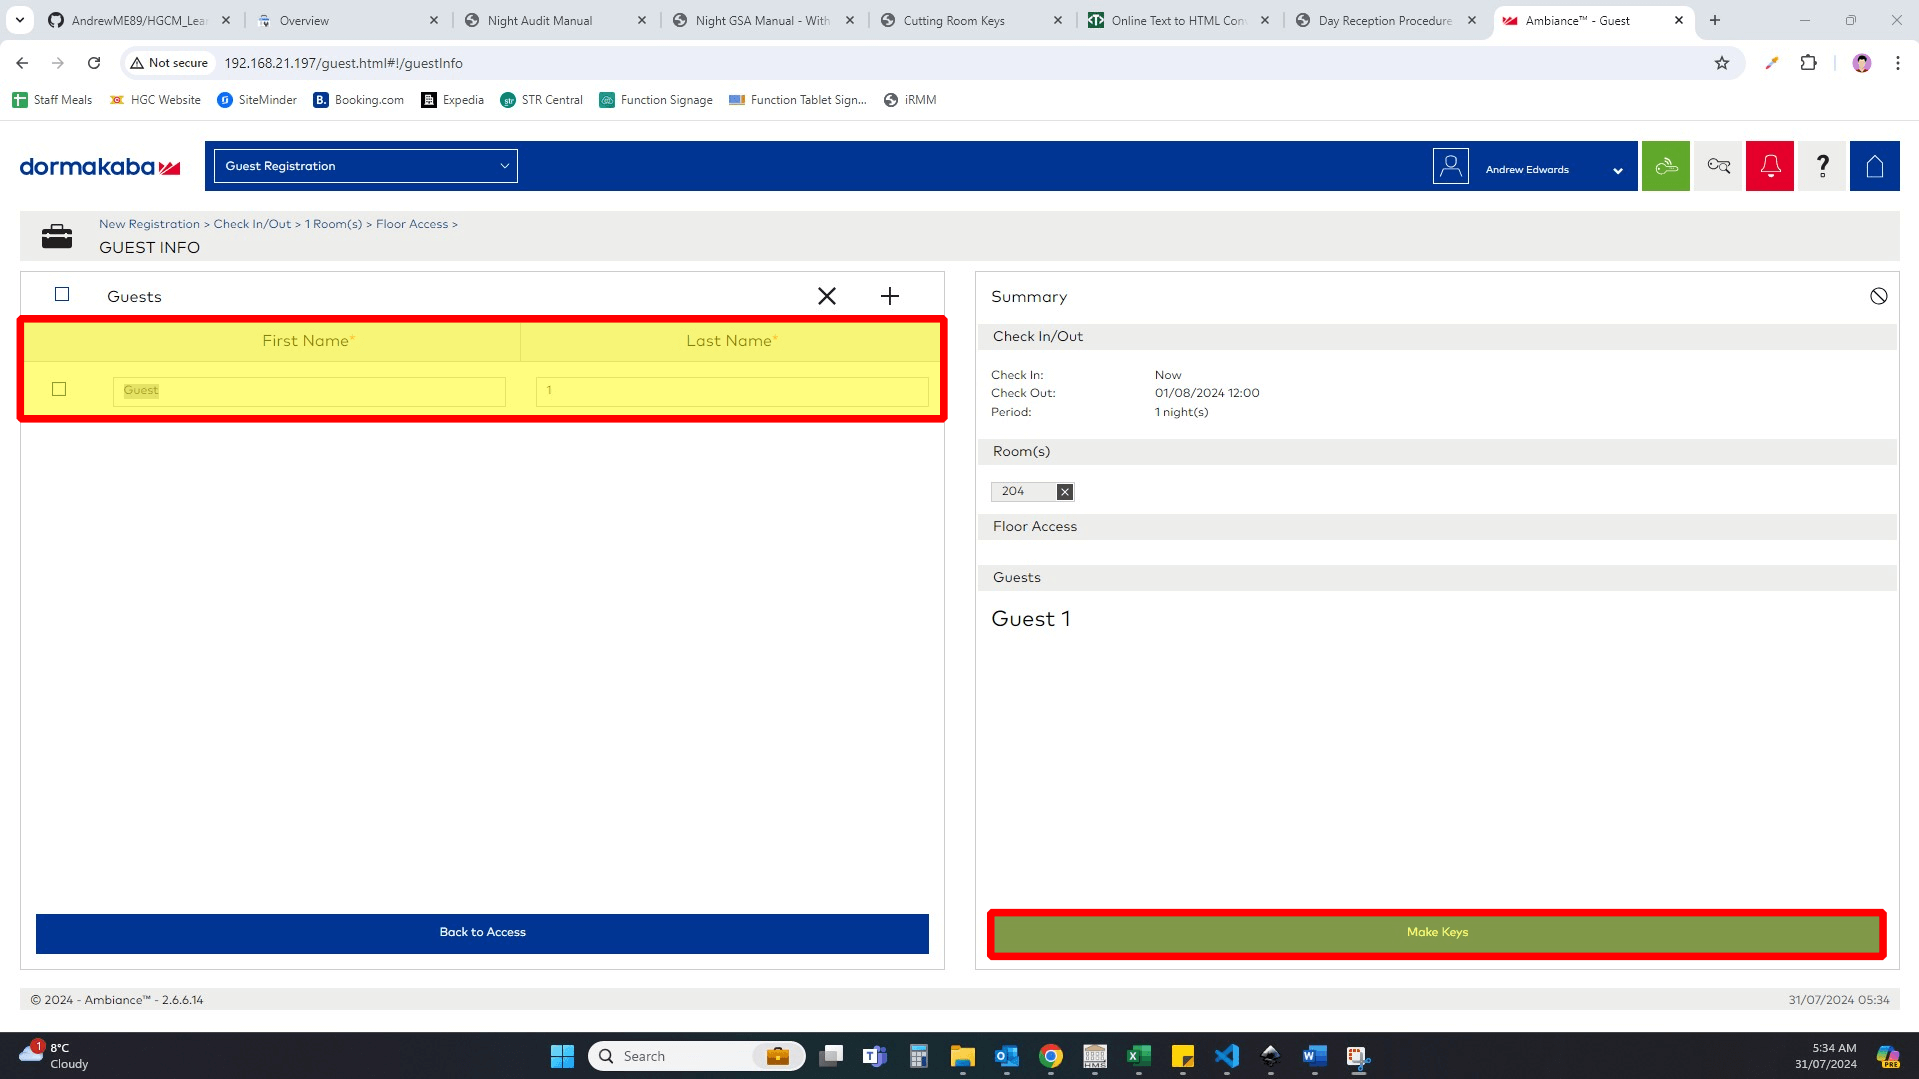 AndrewME89/HGCM_Lea
Overview
Night Audit Manual
Night GSA Manual - With
Cutting Room Keys
Online Text to HTML Con
Day Reception Procedure
Ambiance™ - Guest
Not secure
192.168.21.197/guest.html#!/guestInfo
Staff Meals
HGC Website
SiteMinder
B.
Booking.com
Expedia
str
STR Central
Function Signage
Function Tablet Sign...
iRMM
dormakaba
Guest Registration
Andrew Edwards
?
New Registration > Check In/Out > 1 Room(s) > Floor Access >
GUEST INFO
Guests
First Name*
Last Name*
Guest
1
Back to Access
Summary
Check In/Out
Check In: Now
Check Out: 01/08/2024 12:00
Period: 1 night(s)
Room(s)
204
Floor Access
Guests
Guest 1
Make Keys
© 2024 - Ambiance™ - 2.6.6.14
31/07/2024 05:34
1
8°C
Cloudy
Search
HMS
5:34 AM
31/07/2024
PRE